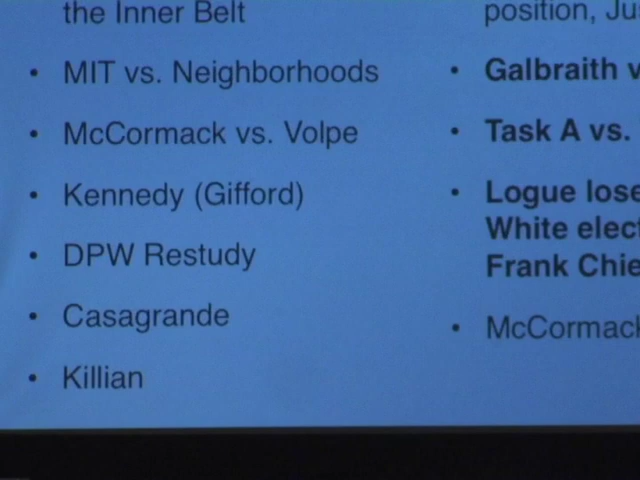 the Inner Belt
• MIT vs. Neighborhoods
• McCormack vs. Volpe
• Kennedy (Gifford)
• DPW Restudy
• Casagrande
• Killian
position, Ju
• Galbraith v
• Task A vs.
• Logue lose
White elect
Frank Chie
• McCormack